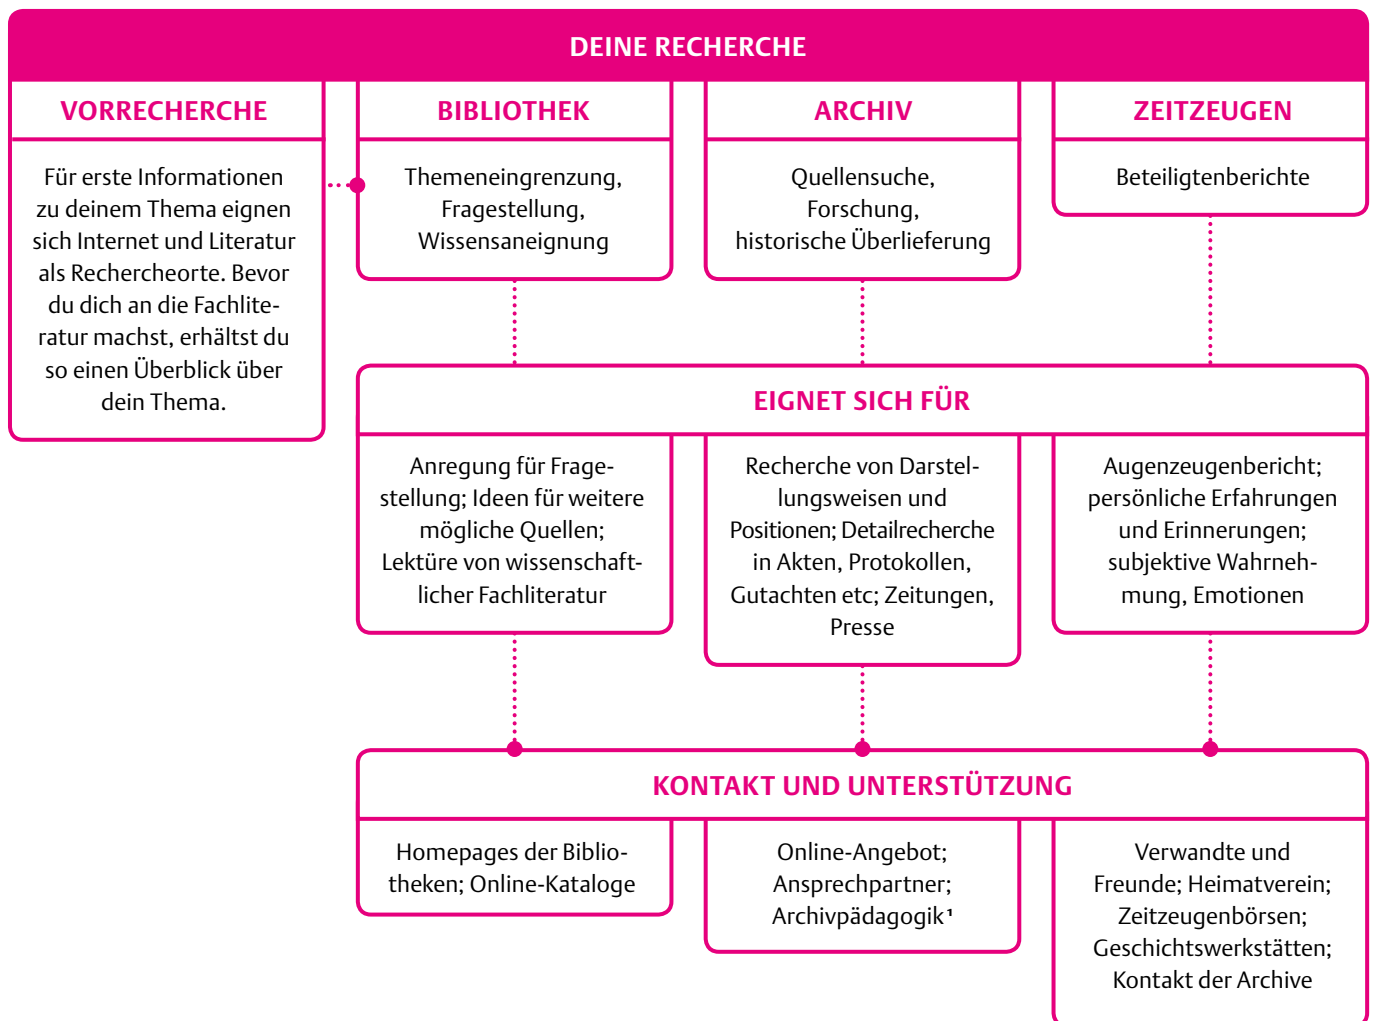 DEINE RECHERCHE
VORRECHERCHE
Für erste Informationen
zu deinem Thema eignen
sich Internet und Literatur
als Rechercheorte. Bevor
du dich an die Fachlite-
ratur machst, erhältst du
so einen Überblick über
dein Thema.
BIBLIOTHEK
Themeneingrenzung,
Fragestellung,
Wissensaneignung
ARCHIV
Quellensuche,
Forschung,
historische Überlieferung
ZEITZEUGEN
Beteiligtenberichte
EIGNET SICH FÜR
Anregung für Frage-
stellung; Ideen für weitere
mögliche Quellen;
Lektüre von wissenschaft-
licher Fachliteratur
Recherche von Darstel-
lungsweisen und
Positionen; Detailrecherche
in Akten, Protokollen,
Gutachten etc; Zeitungen,
Presse
Augenzeugenbericht;
persönliche Erfahrungen
und Erinnerungen;
subjektive Wahrneh-
mung, Emotionen
KONTAKT UND UNTERSTÜTZUNG
Homepages der Biblio-
theken; Online-Kataloge
Online-Angebot;
Ansprechpartner;
Archivpädagogik¹
Verwandte und
Freunde; Heimatverein;
Zeitzeugenbörsen;
Geschichtswerkstätten;
Kontakt der Archive